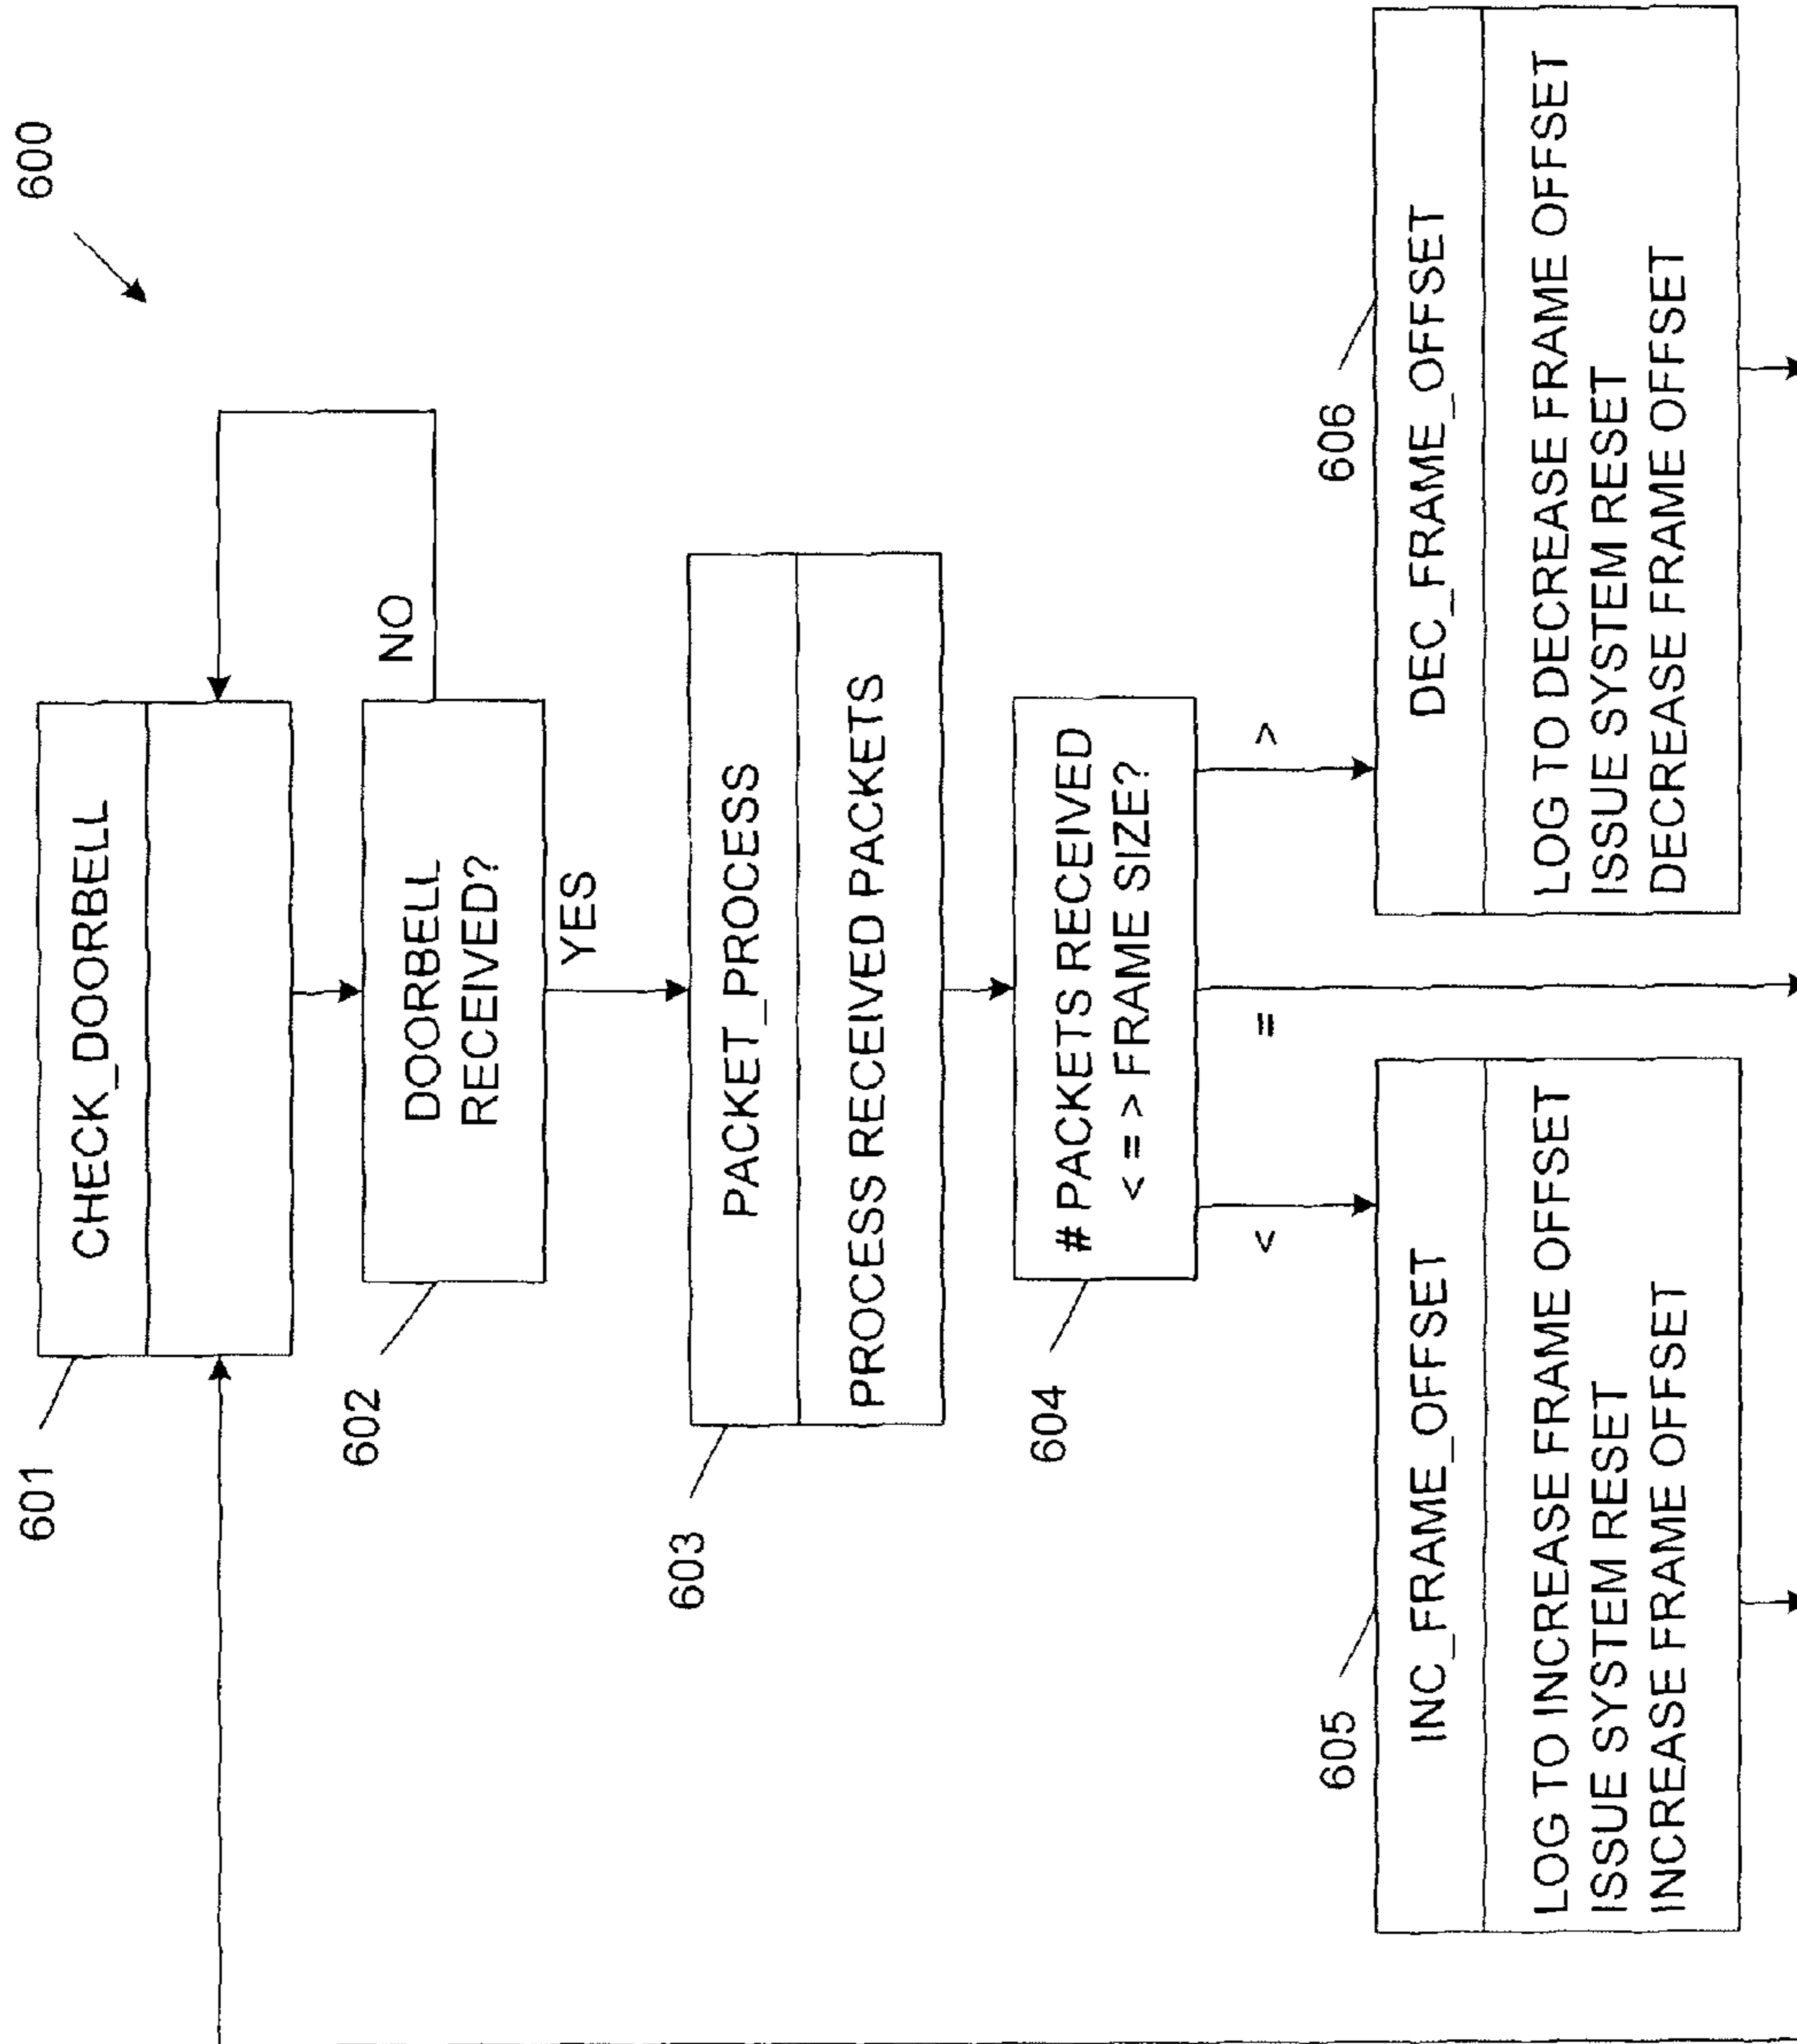 600
601
CHECK_DOORBELL
602
DOORBELL
RECEIVED?
NO
YES
603
PACKET_PROCESS
PROCESS RECEIVED PACKETS
604
# PACKETS RECEIVED
< = > FRAME SIZE?
<
=
>
605
INC_FRAME_OFFSET
LOG TO INCREASE FRAME OFFSET
ISSUE SYSTEM RESET
INCREASE FRAME OFFSET
606
DEC_FRAME_OFFSET
LOG TO DECREASE FRAME OFFSET
ISSUE SYSTEM RESET
DECREASE FRAME OFFSET